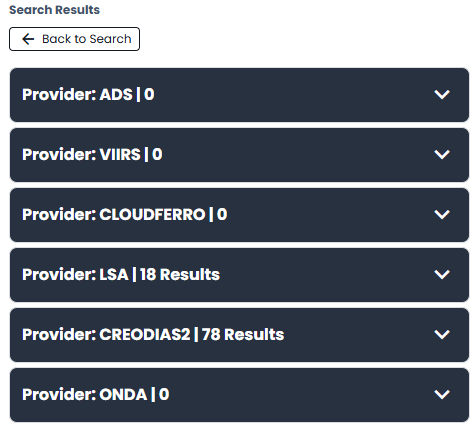 Search Results
Back to Search
Provider: ADS | 0
Provider: VIIRS | 0
Provider: CLOUDFERRO | 0
Provider: LSA | 18 Results
Provider: CREODIAS2 | 78 Results
Provider: ONDA | 0